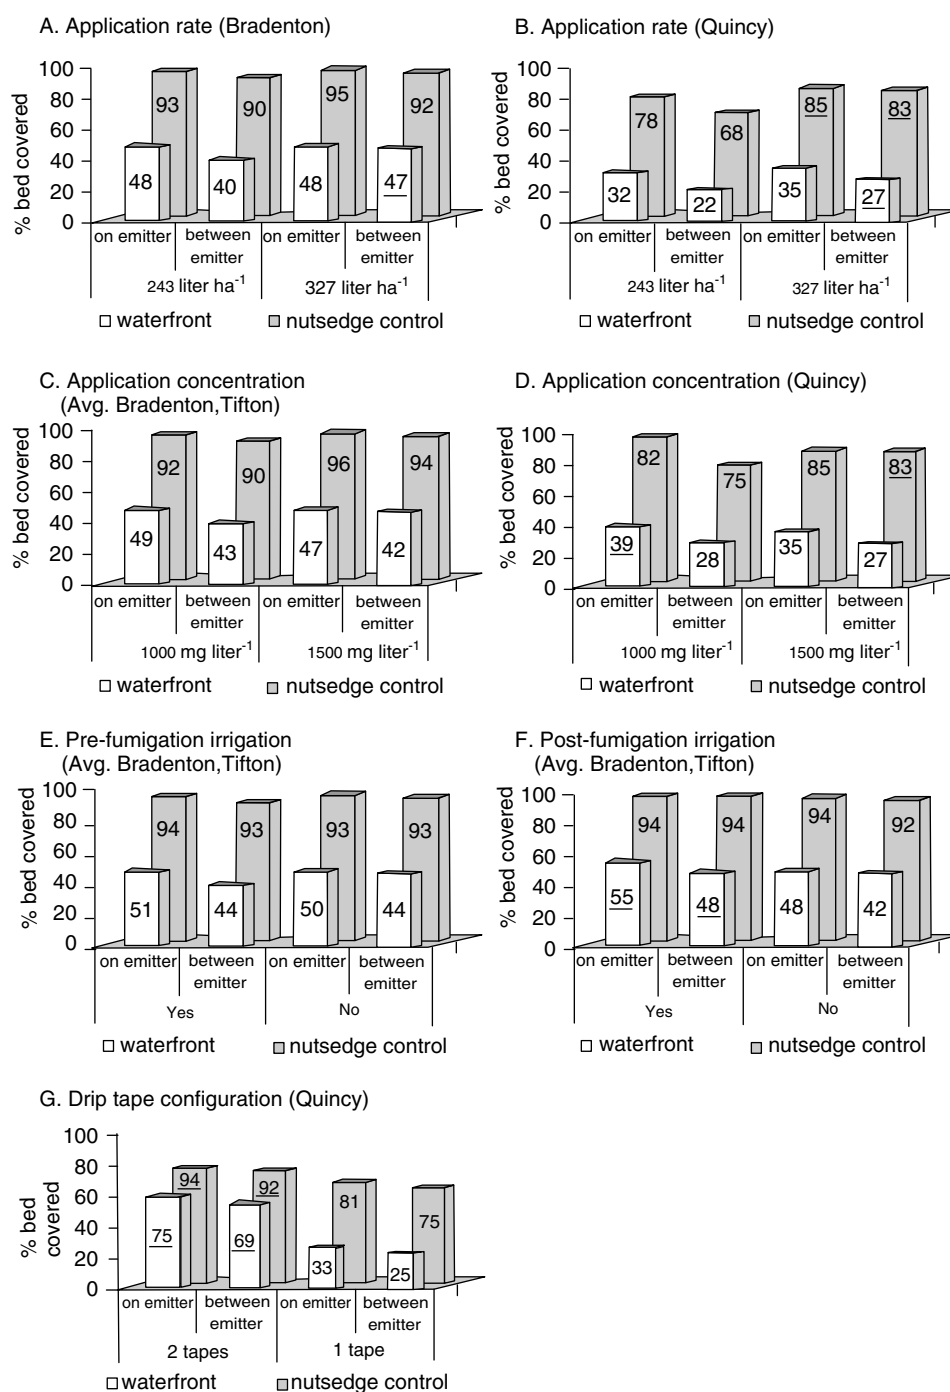 A. Application rate (Bradenton)
% bed covered
100
80
60
40
20
0
93
90
95
92
48
40
48
47
on emitter
between emitter
on emitter
between emitter
243 liter ha-1
327 liter ha-1
waterfront
nutsedge control
B. Application rate (Quincy)
% bed covered
100
80
60
40
20
0
78
68
85
83
32
22
35
27
on emitter
between emitter
on emitter
between emitter
243 liter ha-1
327 liter ha-1
waterfront
nutsedge control
C. Application concentration
(Avg. Bradenton,Tifton)
% bed covered
100
80
60
40
20
0
92
90
96
94
49
43
47
42
on emitter
between emitter
on emitter
between emitter
1000 mg liter-1
1500 mg liter-1
waterfront
nutsedge control
D. Application concentration (Quincy)
% bed covered
100
80
60
40
20
0
82
75
85
83
39
28
35
27
on emitter
between emitter
on emitter
between emitter
1000 mg liter-1
1500 mg liter-1
waterfront
nutsedge control
E. Pre-fumigation irrigation
(Avg. Bradenton,Tifton)
% bed covered
100
80
60
40
20
0
94
93
93
93
51
44
50
44
on emitter
between emitter
on emitter
between emitter
Yes
No
waterfront
nutsedge control
F. Post-fumigation irrigation
(Avg. Bradenton,Tifton)
% bed covered
100
80
60
40
20
0
94
94
94
92
55
48
48
42
on emitter
between emitter
on emitter
between emitter
Yes
No
waterfront
nutsedge control
G. Drip tape configuration (Quincy)
% bed
covered
100
80
60
40
20
0
94
92
81
75
75
69
33
25
on emitter
between emitter
on emitter
between emitter
2 tapes
1 tape
waterfront
nutsedge control